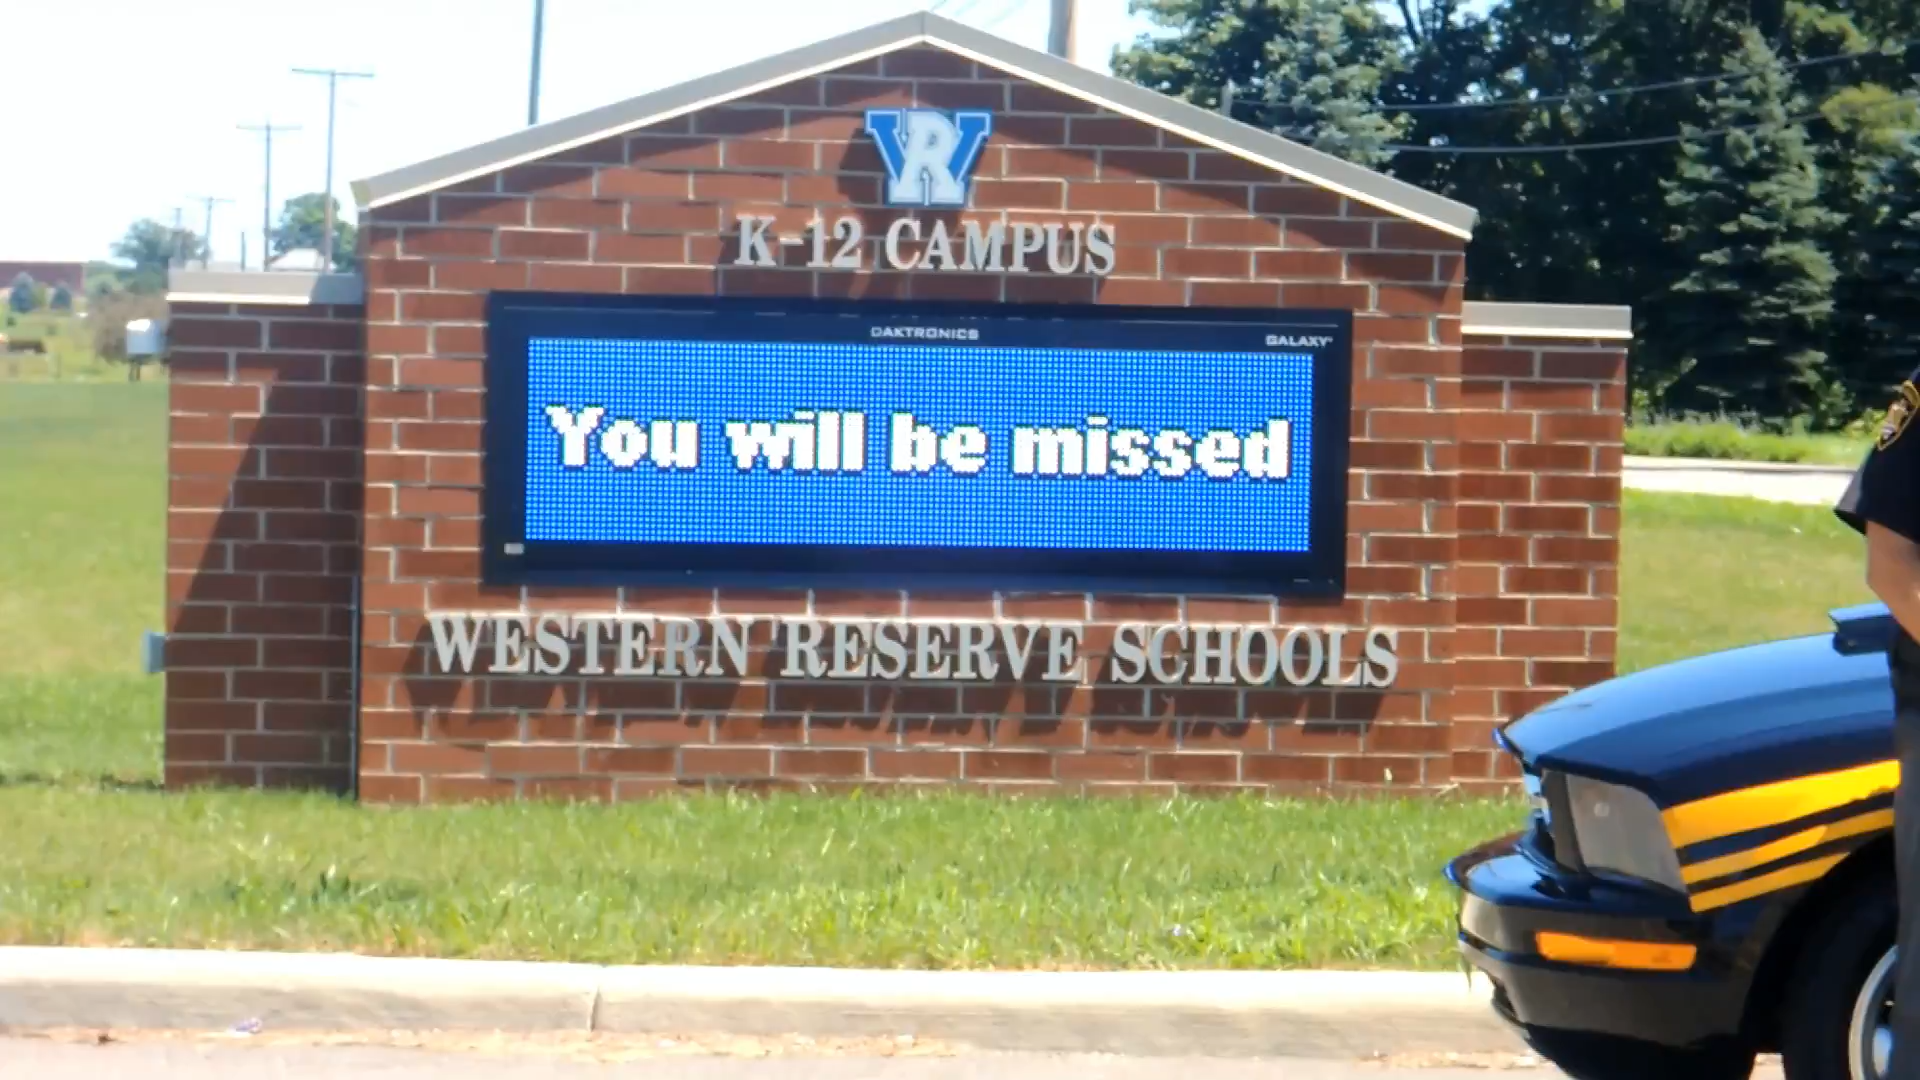 WR
K-12 CAMPUS
DAKTRONICS
GALAXY
You will be missed
WESTERN RESERVE SCHOOLS